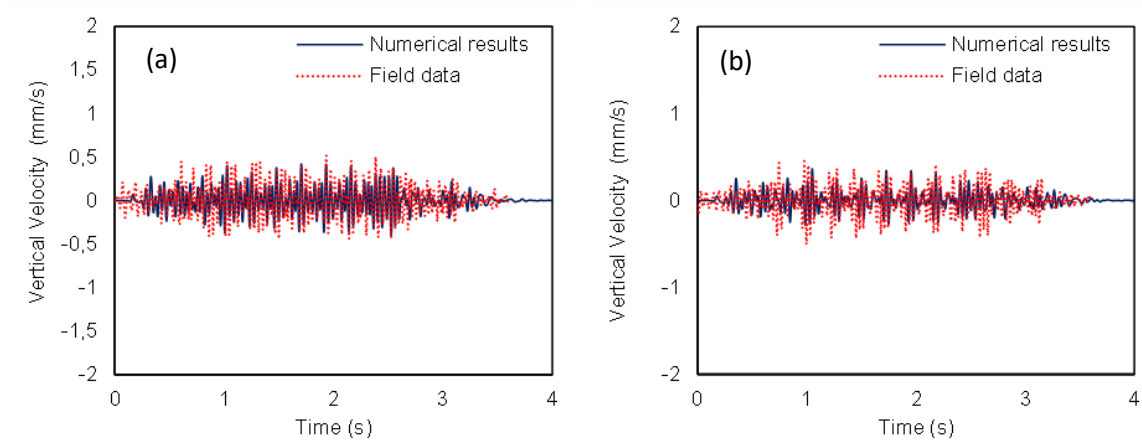 (a)
Numerical results
Field data
Vertical Velocity (mm/s)
2
1,5
1
0,5
0
-0,5
-1
-1,5
-2
0 1 2 3 4
Time (s)
(b)
Numerical results
Field data
Vertical Velocity (mm/s)
2
1
0
-1
-2
0 1 2 3 4
Time (s)